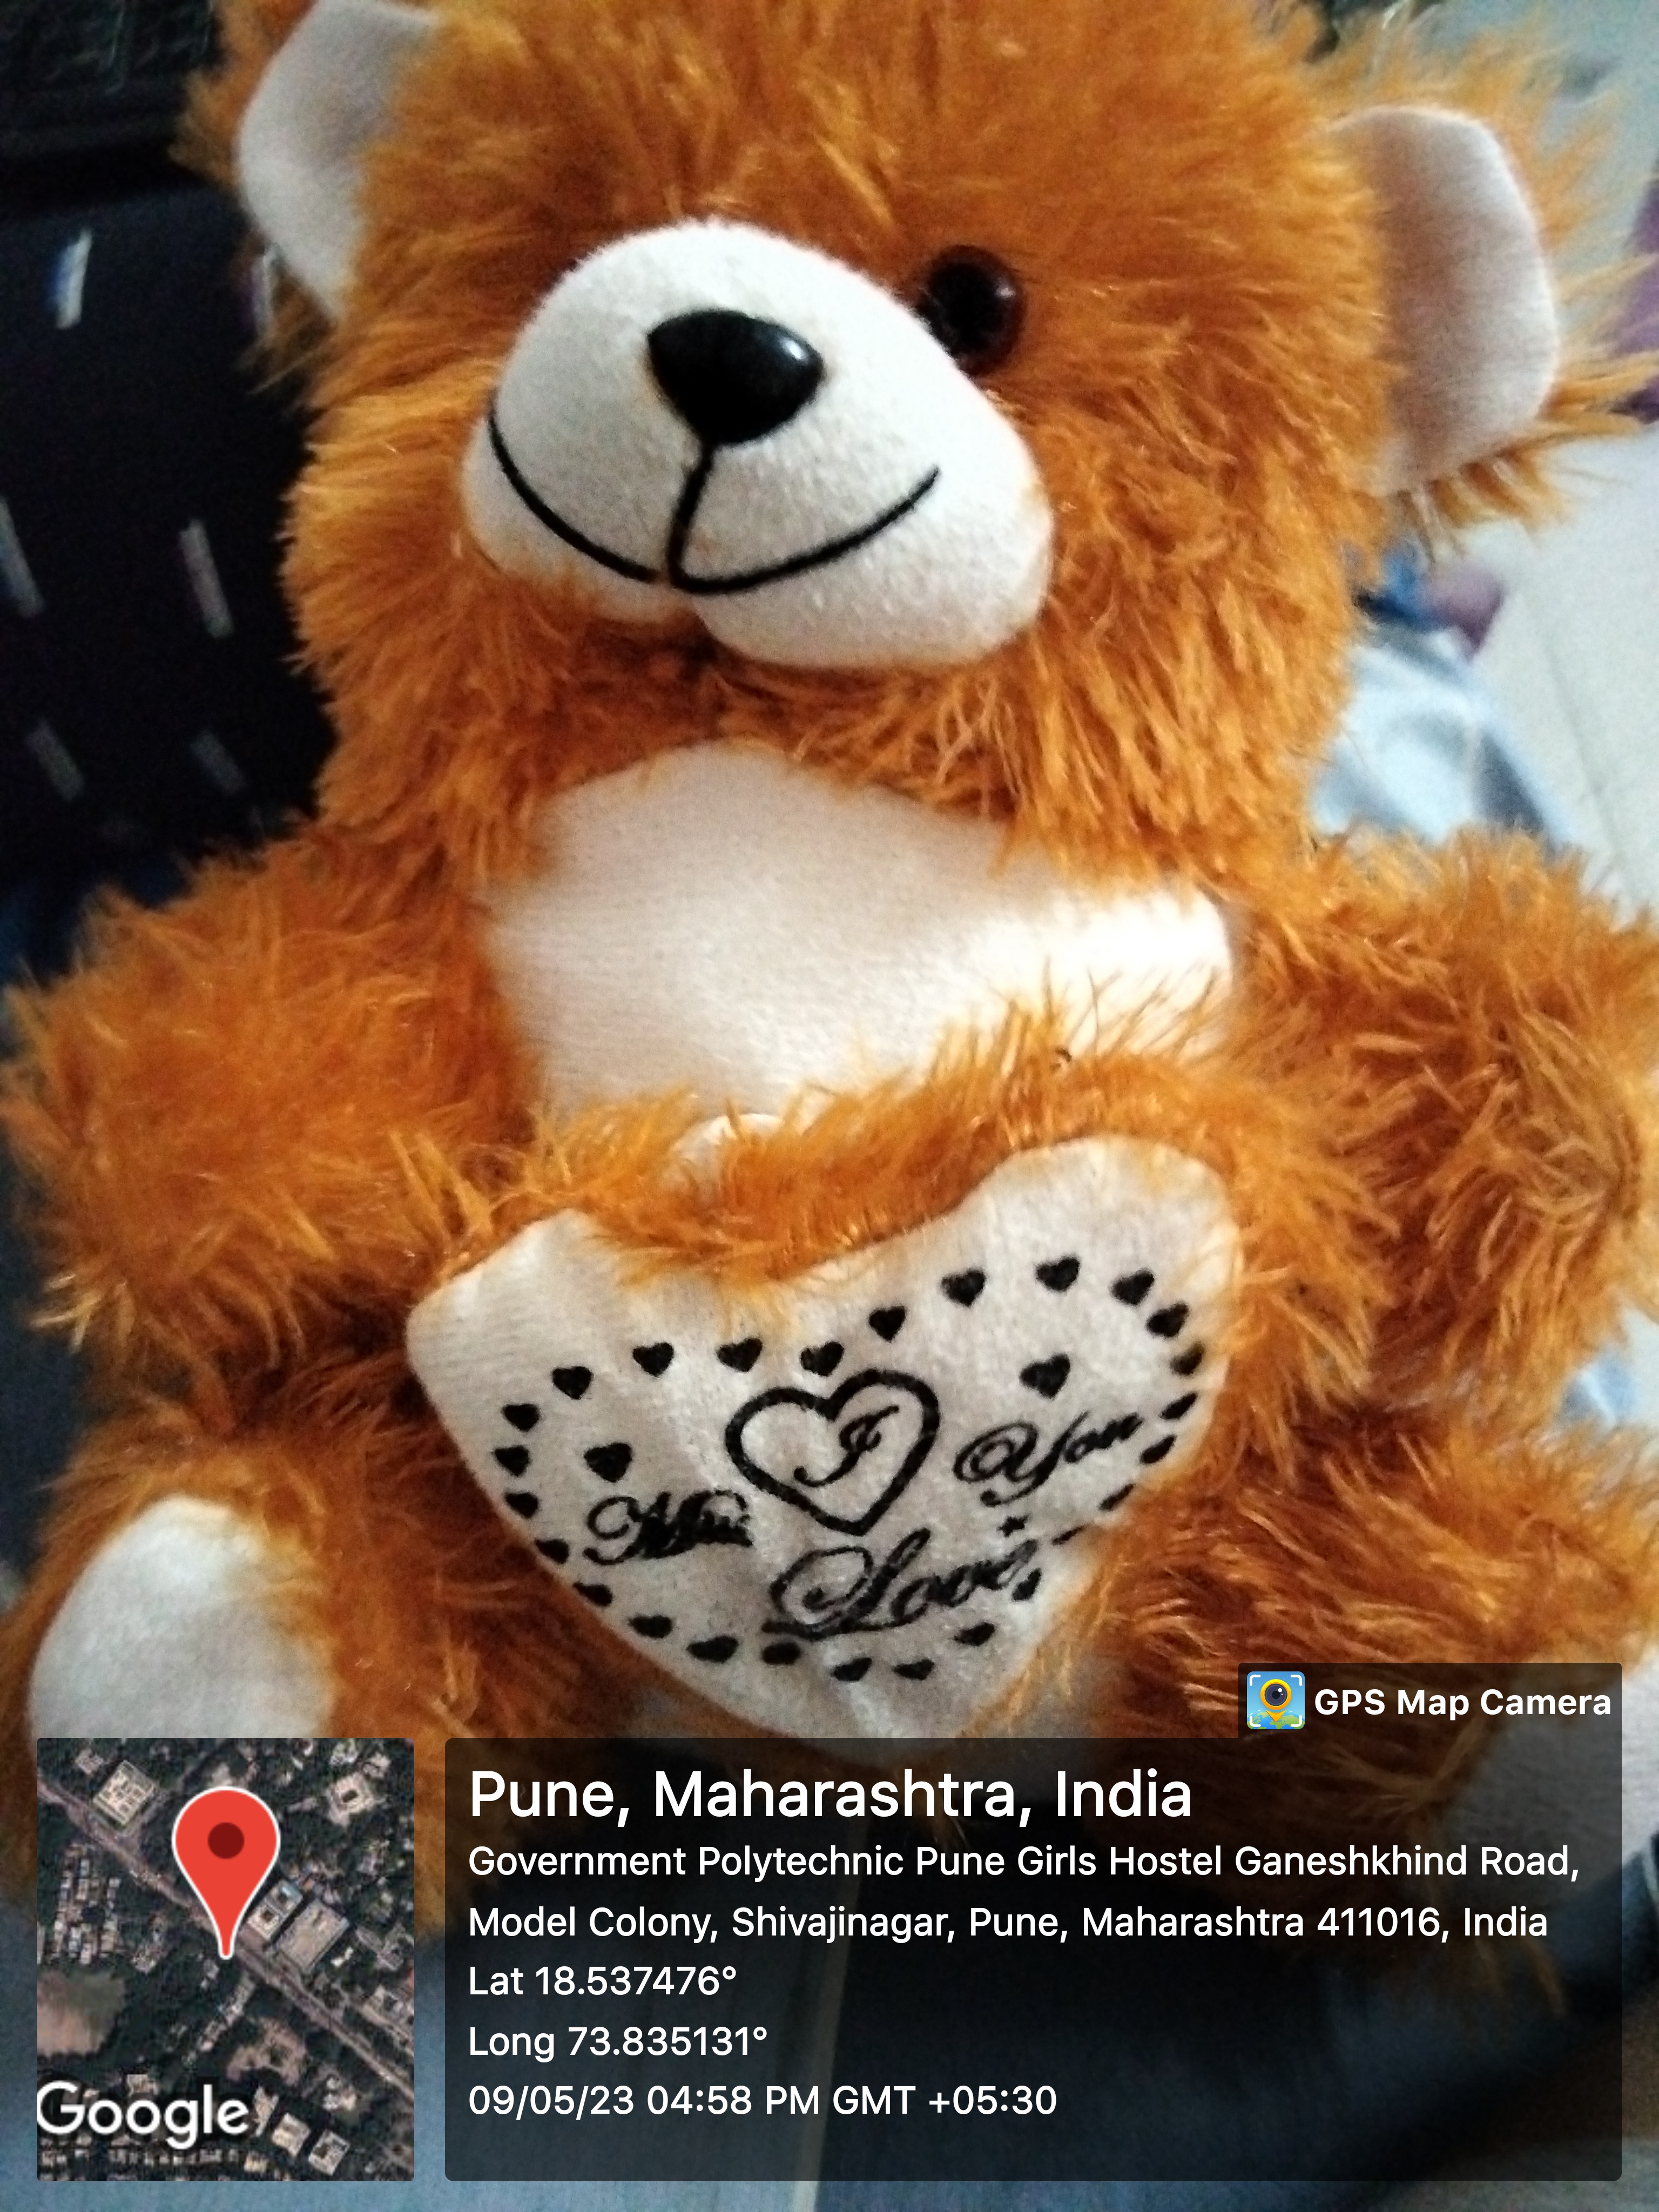 I
You
Miss
Love
GPS Map Camera
Pune, Maharashtra, India
Government Polytechnic Pune Girls Hostel Ganeshkhind Road,
Model Colony, Shivajinagar, Pune, Maharashtra 411016, India
Lat 18.537476°
Long 73.835131°
09/05/23 04:58 PM GMT +05:30
Google